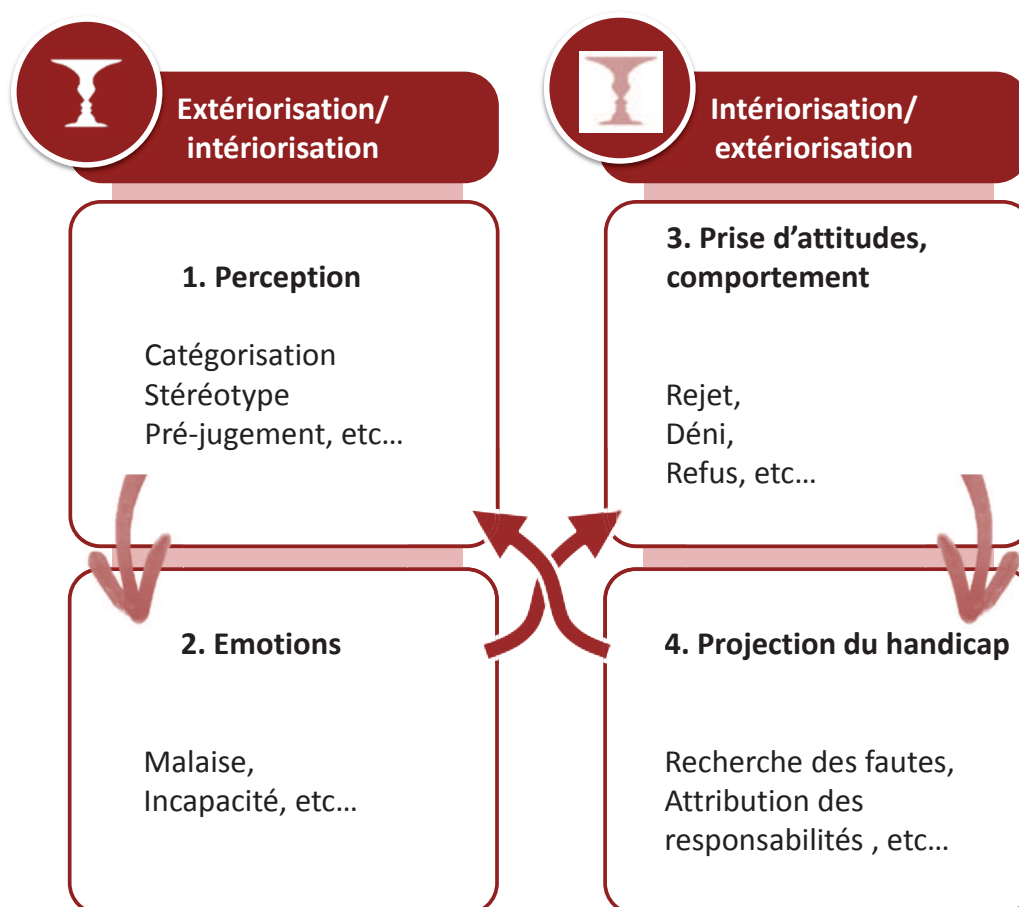 Extériorisation/
intériorisation
1. Perception
Catégorisation
Stéréotype
Pré-jugement, etc…
2. Emotions
Malaise,
Incapacité, etc…
Intériorisation/
extériorisation
3. Prise d’attitudes,
comportement
Rejet,
Déni,
Refus, etc…
4. Projection du handicap
Recherche des fautes,
Attribution des
responsabilités , etc…